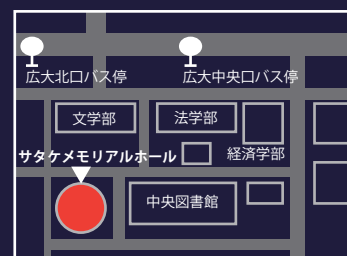 広大北口バス停
広大中央口バス停
文学部
法学部
サタケメモリアルホール
経済学部
中央図書館